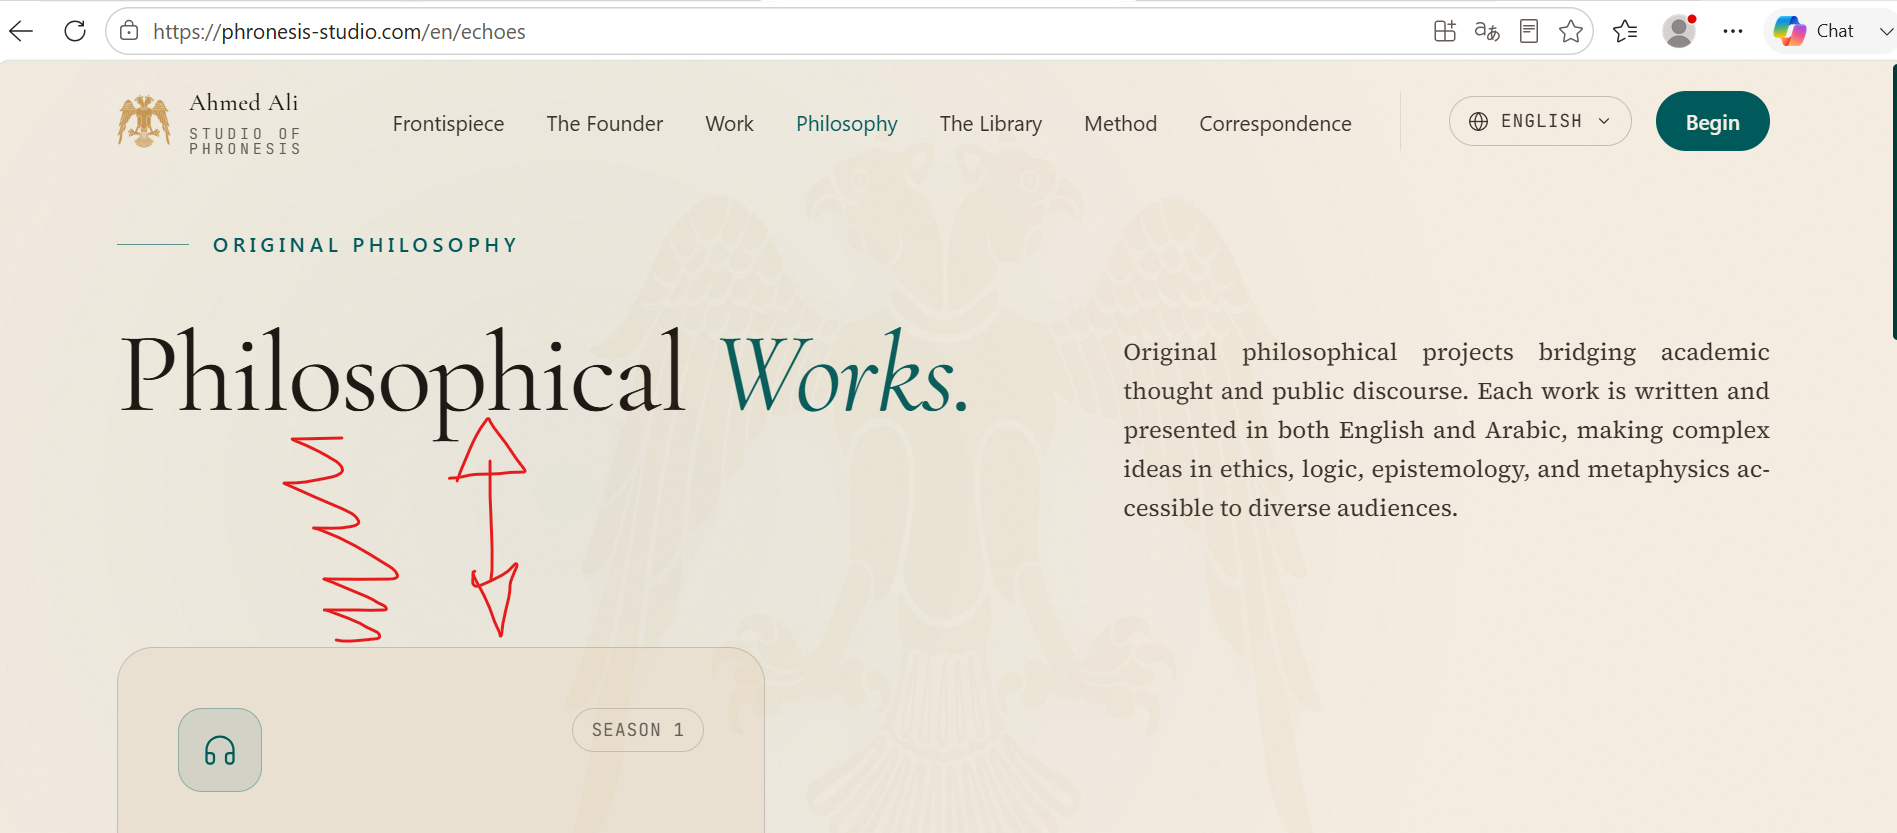 https://phronesis-studio.com/en/echoes
Chat
Ahmed Ali
STUDIO OF
PHRONESIS
Frontispiece
The Founder
Work
Philosophy
The Library
Method
Correspondence
ENGLISH
Begin
ORIGINAL PHILOSOPHY
Philosophical Works.
Original philosophical projects bridging academic
thought and public discourse. Each work is written and
presented in both English and Arabic, making complex
ideas in ethics, logic, epistemology, and metaphysics ac-
cessible to diverse audiences.
SEASON 1